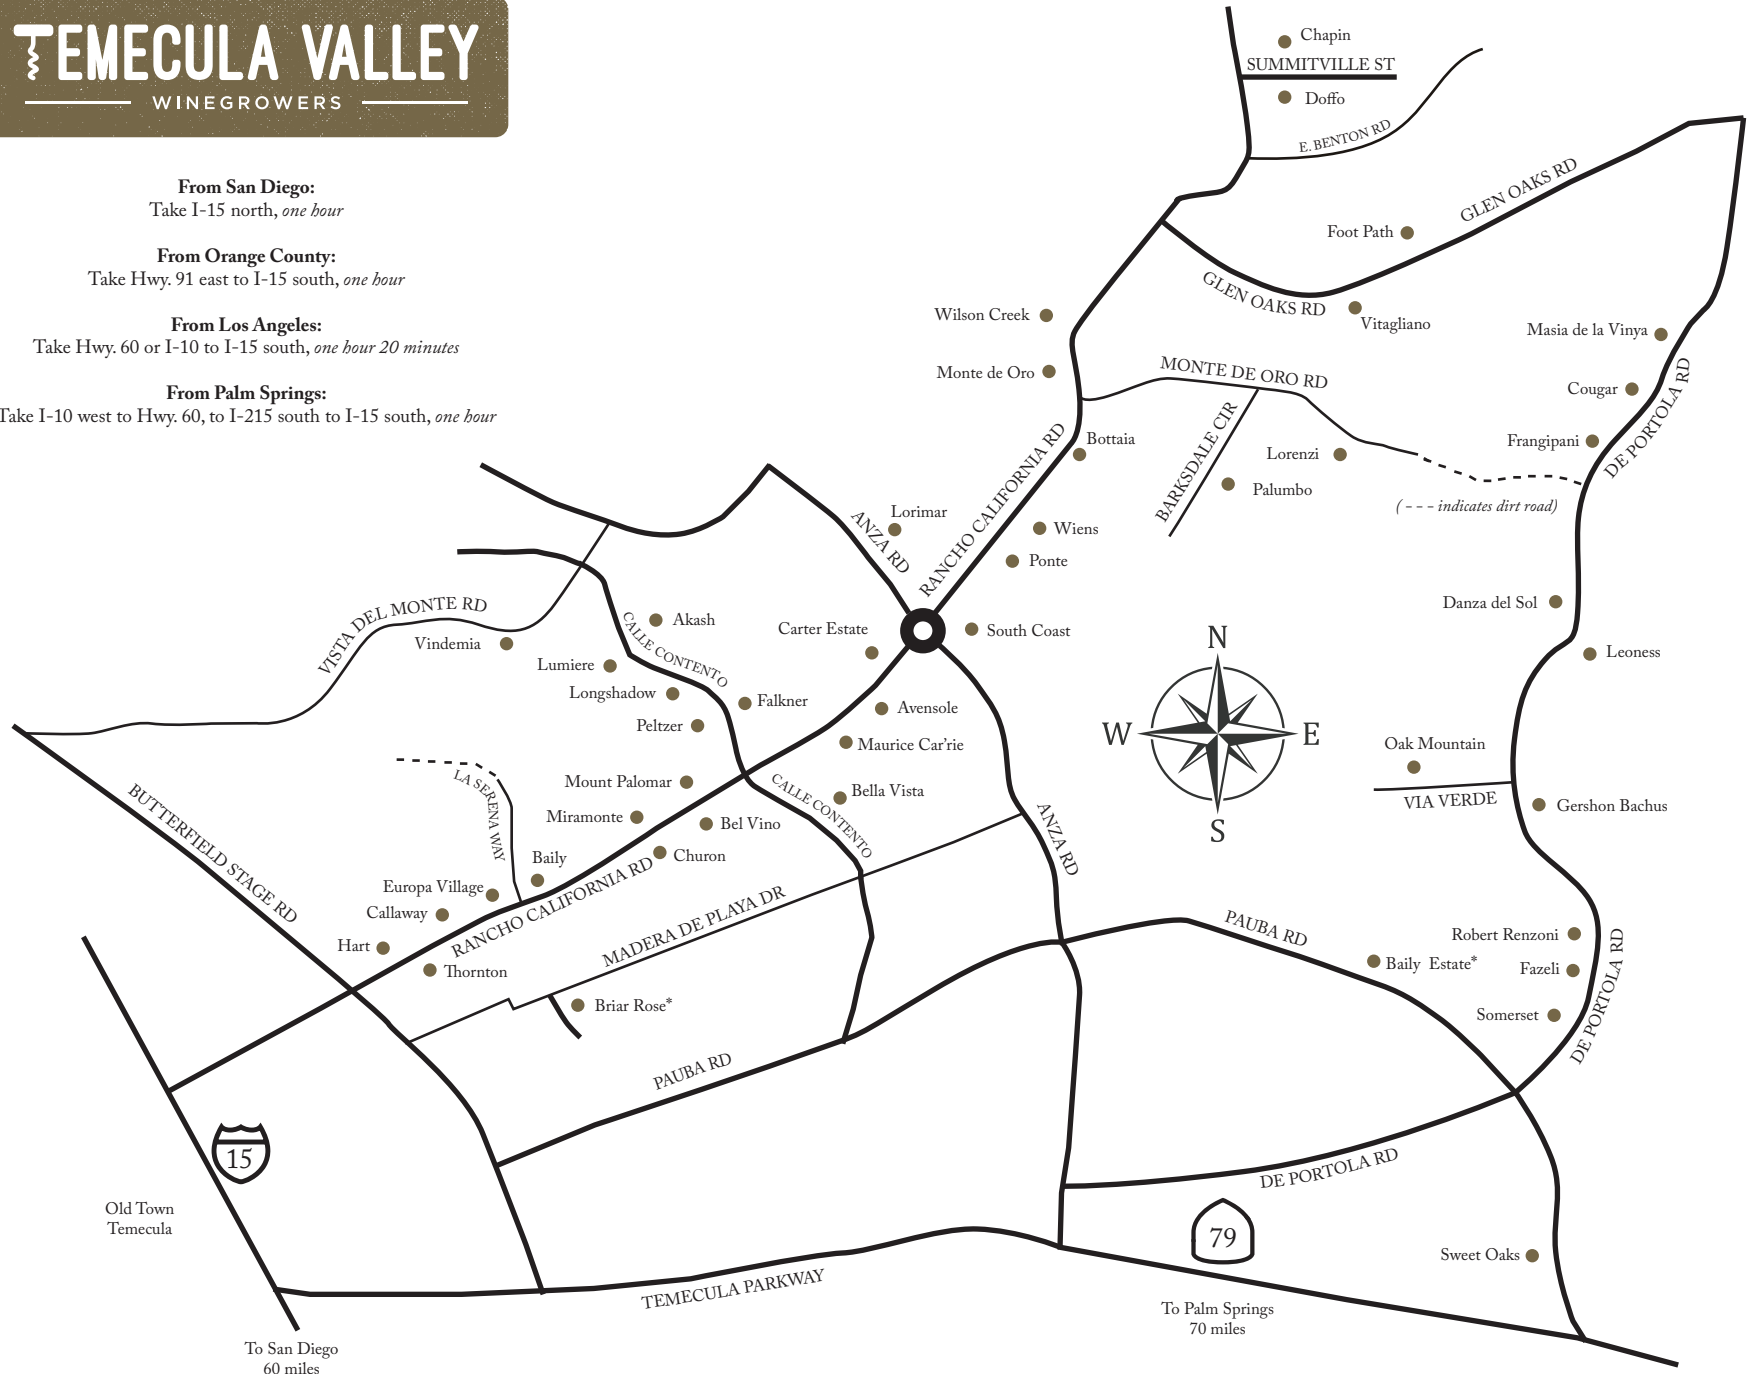 TEMECULA VALLEY
WINEGROWERS
From San Diego:
Take I-15 north, one hour
From Orange County:
Take Hwy. 91 east to I-15 south, one hour
From Los Angeles:
Take Hwy. 60 or I-10 to I-15 south, one hour 20 minutes
From Palm Springs:
Take I-10 west to Hwy. 60, to I-215 south to I-15 south, one hour
Chapin
SUMMITVILLE ST
Doffo
E. BENTON RD
GLEN OAKS RD
Foot Path
GLEN OAKS RD
Vitagliano
Wilson Creek
Masia de la Vinya
Monte de Oro
MONTE DE ORO RD
Cougar
DE PORTOLA RD
Bottaia
BARKSDALE CIR
Lorenzi
Frangipani
Palumbo
( - - - indicates dirt road)
RANCHO CALIFORNIA RD
Lorimar
ANZA RD
Wiens
Ponte
Danza del Sol
Leoness
VISTA DEL MONTE RD
Vindemia
CALLE CONTENTO
Akash
Carter Estate
South Coast
Lumiere
Longshadow
Falkner
Avensole
Peltzer
Maurice Car'rie
N
W
E
S
Oak Mountain
VIA VERDE
Gershon Bachus
LA SERENA WAY
Mount Palomar
CALLE CONTENTO
Bella Vista
Miramonte
Bel Vino
ANZA RD
BUTTERFIELD STAGE RD
Baily
Churon
Europa Village
Callaway
RANCHO CALIFORNIA RD
MADERA DE PLAYA DR
Hart
Thornton
Briar Rose*
PAUBA RD
Robert Renzoni
Baily Estate*
Fazeli
Somerset
DE PORTOLA RD
PAUBA RD
15
Old Town
Temecula
DE PORTOLA RD
79
Sweet Oaks
TEMECULA PARKWAY
To Palm Springs
70 miles
To San Diego
60 miles